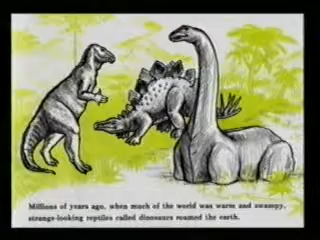 Millions of years ago, when much of the world was warm and swampy,
strange-looking reptiles called dinosaurs roamed the earth.